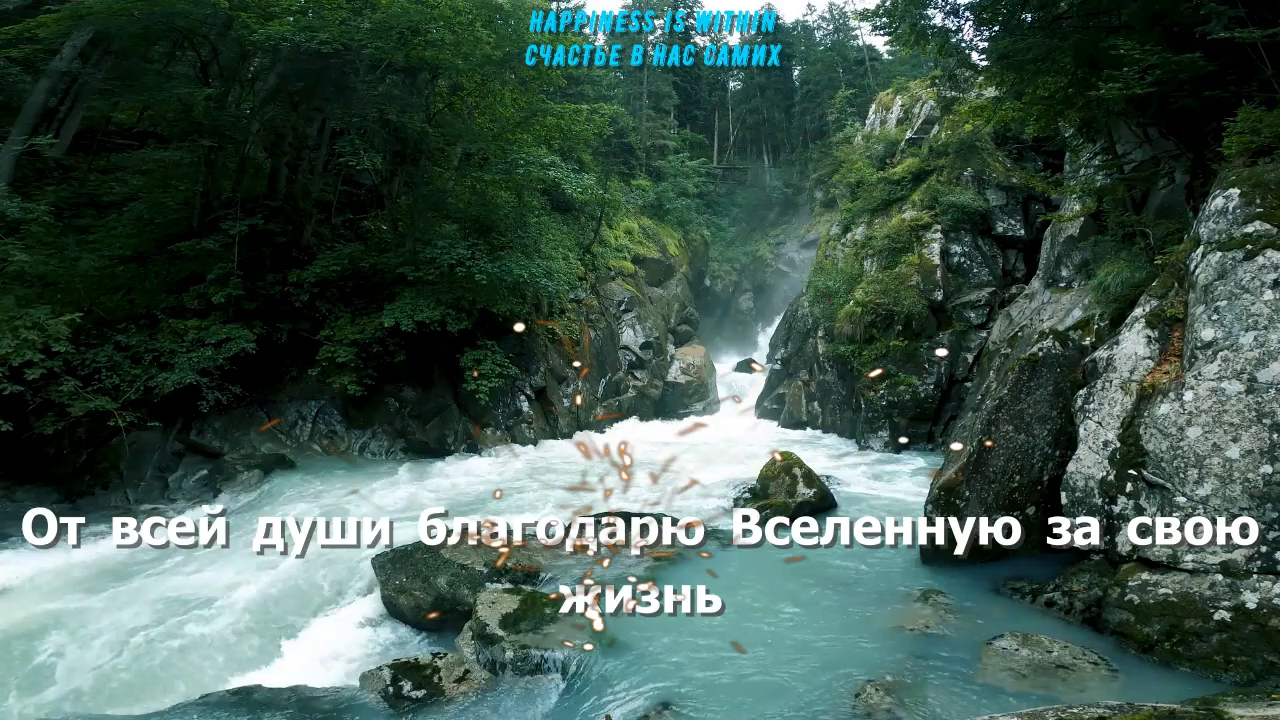 HAPPINESS IS WITHIN
СЧАСТЬЕ В НАС САМИХ
От всей души благодарю Вселенную за свою
жизнь